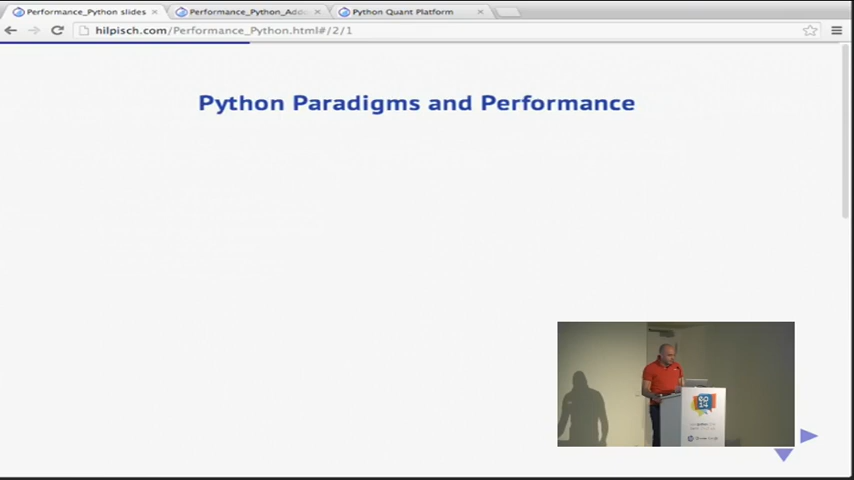 Performance_Python slides
Performance_Python_Add
Python Quant Platform
hilpisch.com/Performance_Python.html#/2/1
Python Paradigms and Performance